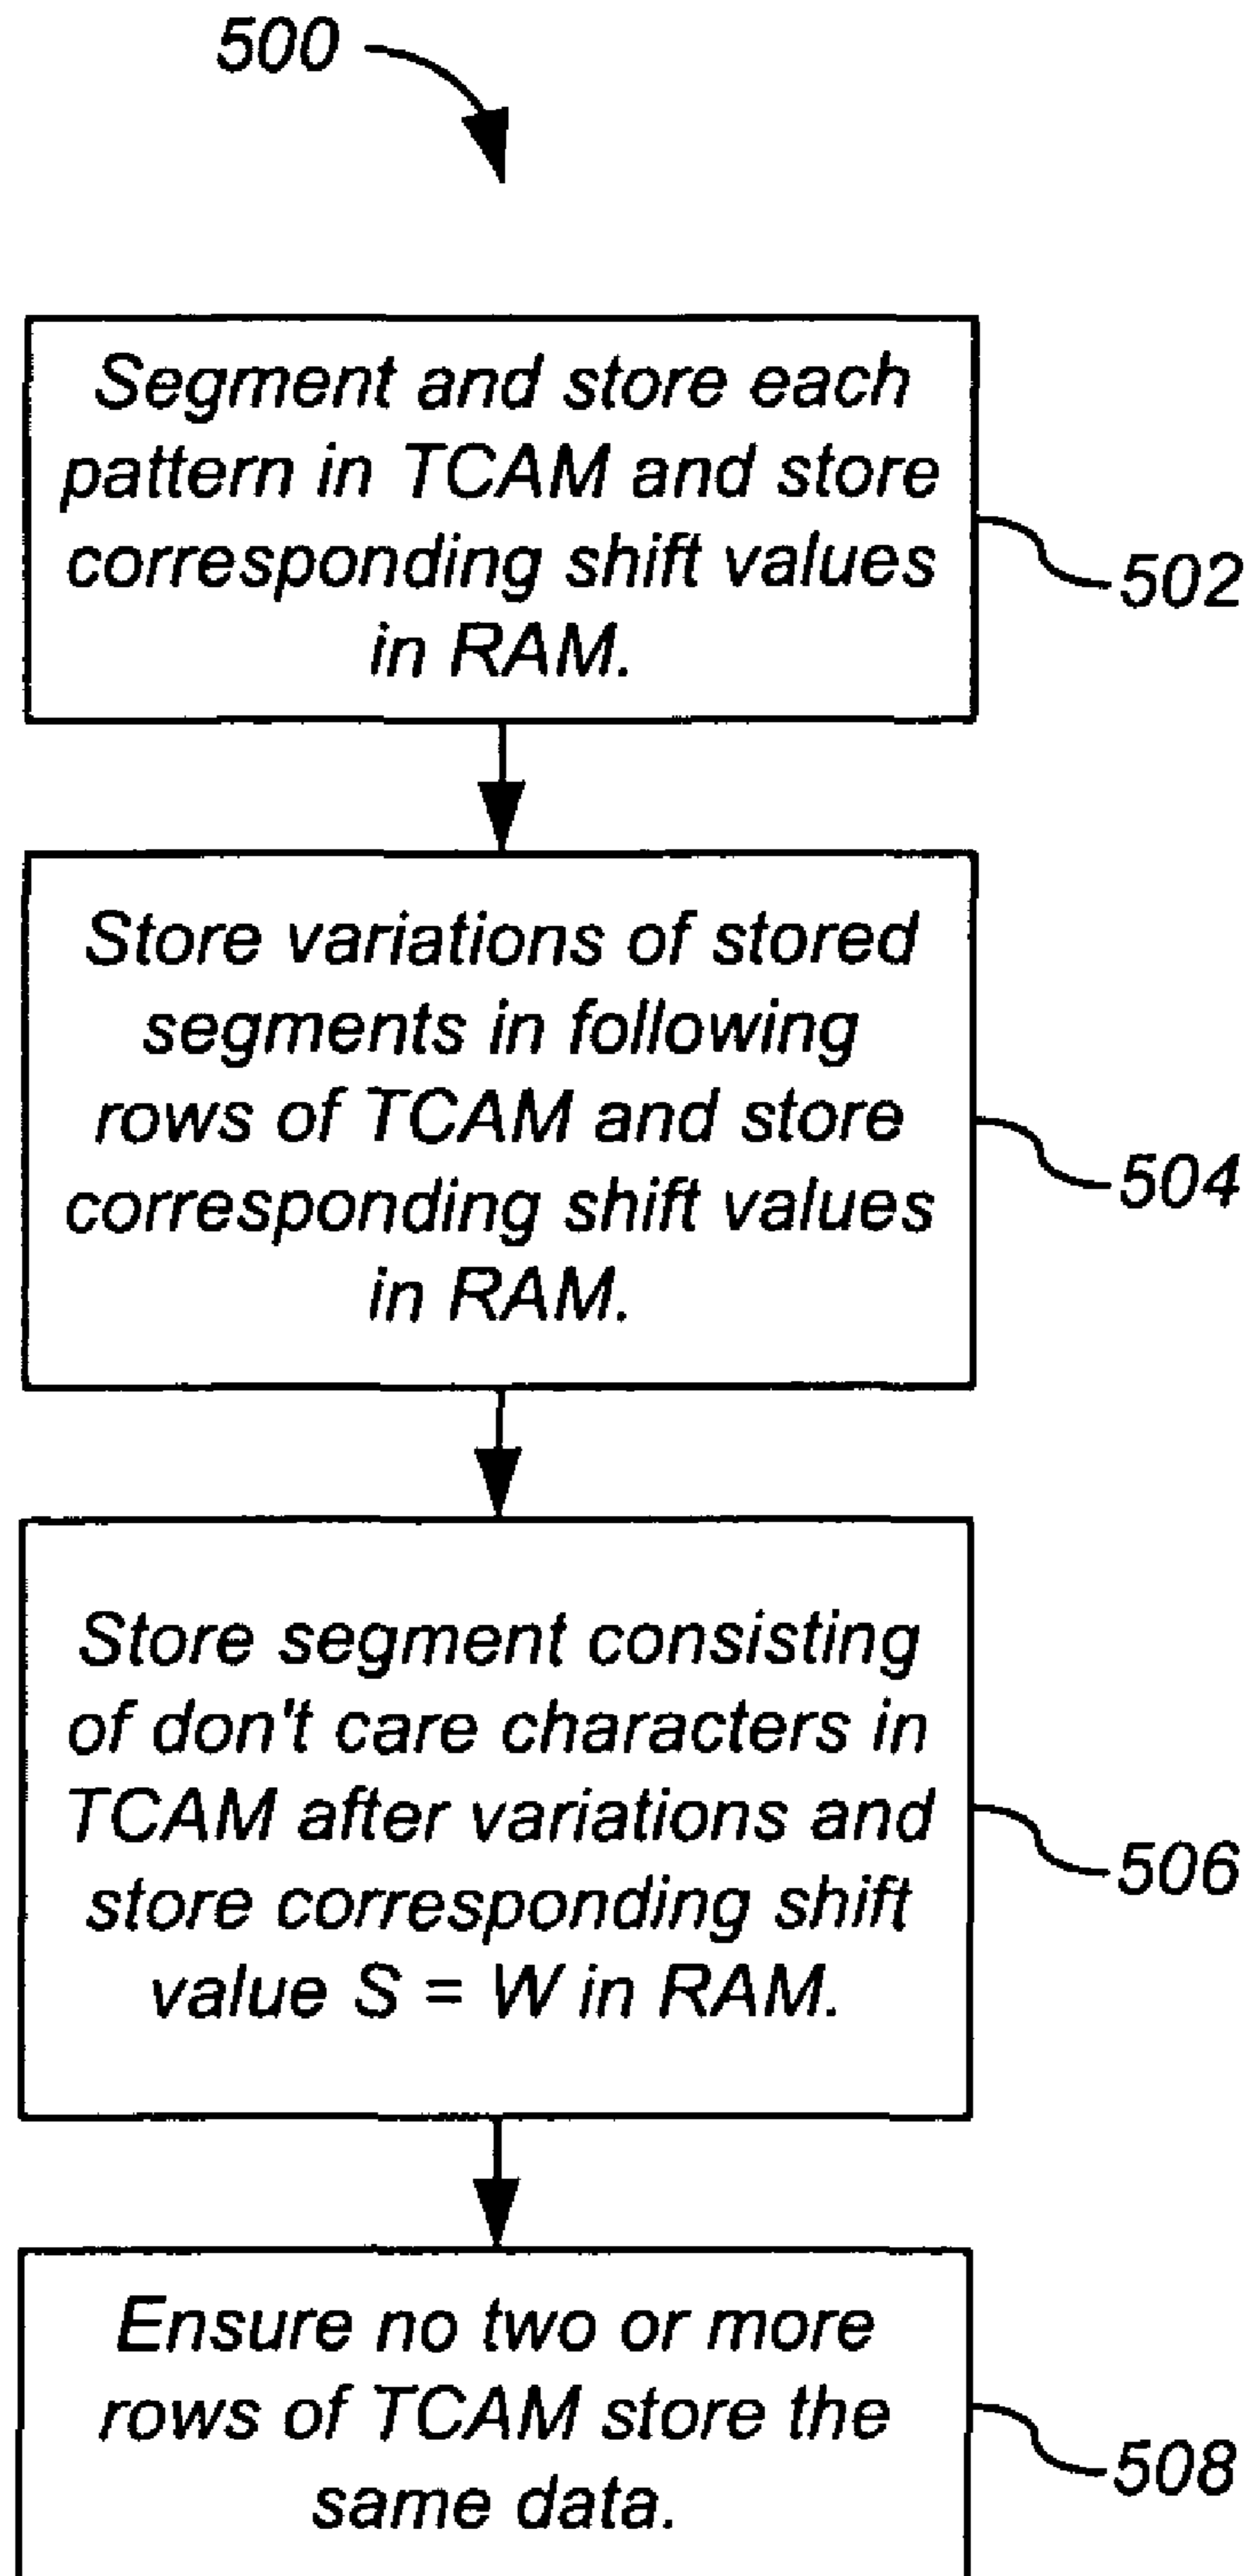 500
Segment and store each
pattern in TCAM and store
corresponding shift values
in RAM.
502
Store variations of stored
segments in following
rows of TCAM and store
corresponding shift values
in RAM.
504
Store segment consisting
of don't care characters in
TCAM after variations and
store corresponding shift
value S = W in RAM.
506
Ensure no two or more
rows of TCAM store the
same data.
508